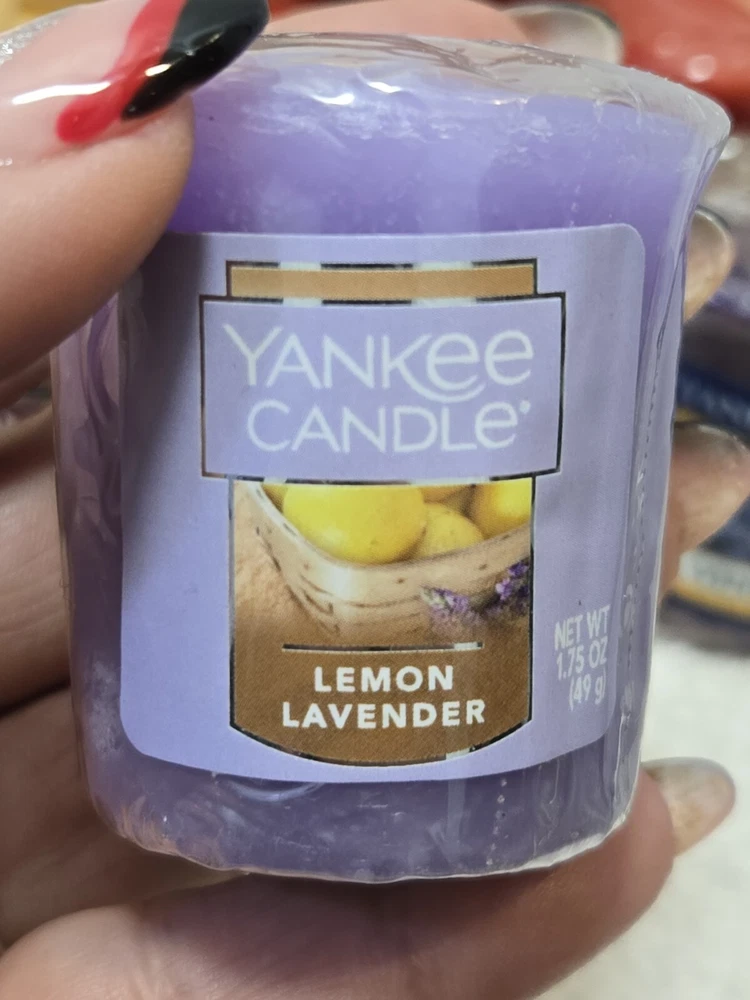 YANKEE
CANDLE®
LEMON
LAVENDER
NET WT
1.75 OZ
(49 g)